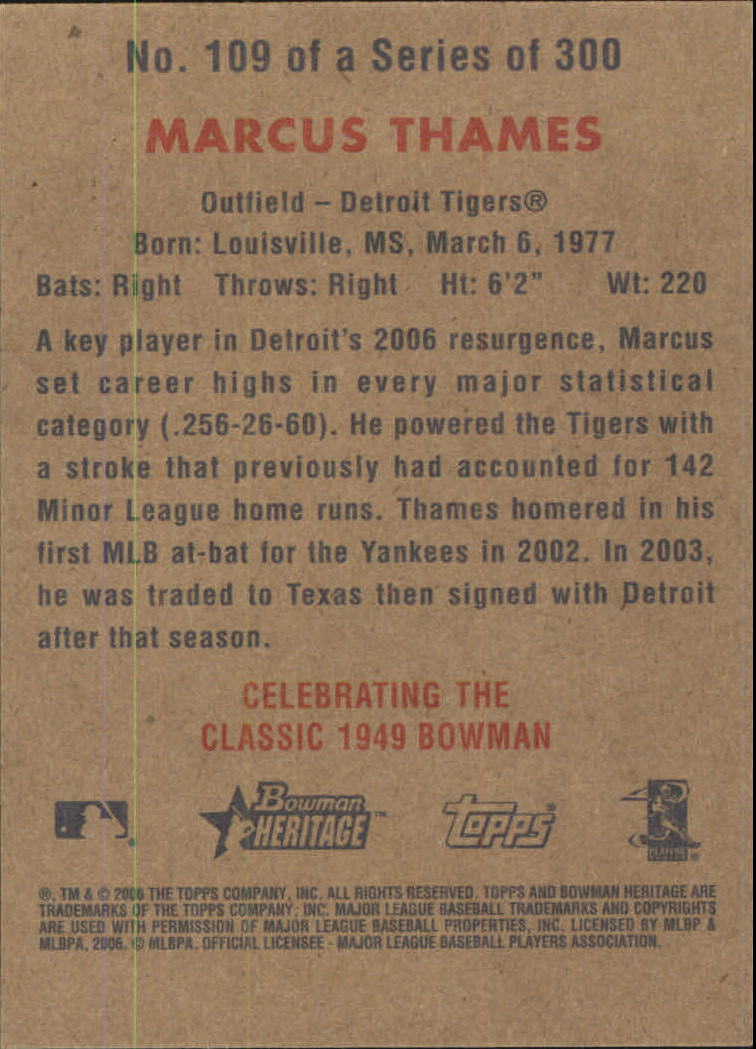 No. 109 of a Series of 300
MARCUS THAMES
Outfield – Detroit Tigers®
Born: Louisville, MS, March 6, 1977
Bats: Right Throws: Right Ht: 6'2" Wt: 220
A key player in Detroit's 2006 resurgence, Marcus
set career highs in every major statistical
category (.256-26-60). He powered the Tigers with
a stroke that previously had accounted for 142
Minor League home runs. Thames homered in his
first MLB at-bat for the Yankees in 2002. In 2003,
he was traded to Texas then signed with Detroit
after that season.
CELEBRATING THE
CLASSIC 1949 BOWMAN
Bowman HERITAGE™ Topps® PLAYERS
®, TM & © 2006 THE TOPPS COMPANY, INC. ALL RIGHTS RESERVED. TOPPS AND BOWMAN HERITAGE ARE
TRADEMARKS OF THE TOPPS COMPANY, INC. MAJOR LEAGUE BASEBALL TRADEMARKS AND COPYRIGHTS
ARE USED WITH PERMISSION OF MAJOR LEAGUE BASEBALL PROPERTIES, INC. LICENSED BY MLBP &
MLBPA, 2006. © MLBPA. OFFICIAL LICENSEE - MAJOR LEAGUE BASEBALL PLAYERS ASSOCIATION.